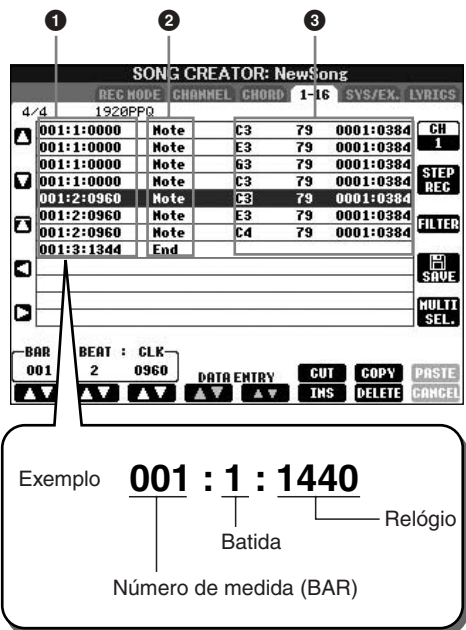 1 2 3
SONG CREATOR: NewSong
REC MODE CHANNEL CHORD 1-16 SYS/EX. LYRICS
4/4 1920PPQ
001:1:0000 Note C3 79 0001:0384 CH 1
001:1:0000 Note E3 79 0001:0384
001:1:0000 Note G3 79 0001:0384
001:1:0000 Note C3 79 0001:0384 STEP REC
001:2:0960 Note C3 79 0001:0384
001:2:0960 Note E3 79 0001:0384 FILTER
001:2:0960 Note C4 79 0001:0384
001:3:1344 End
SAVE
MULTI SEL.
BAR BEAT : CLK
001 2 0960 DATA ENTRY CUT COPY PASTE
INS DELETE CANCEL
Exemplo 001 : 1 : 1440
Relógio
Batida
Número de medida (BAR)